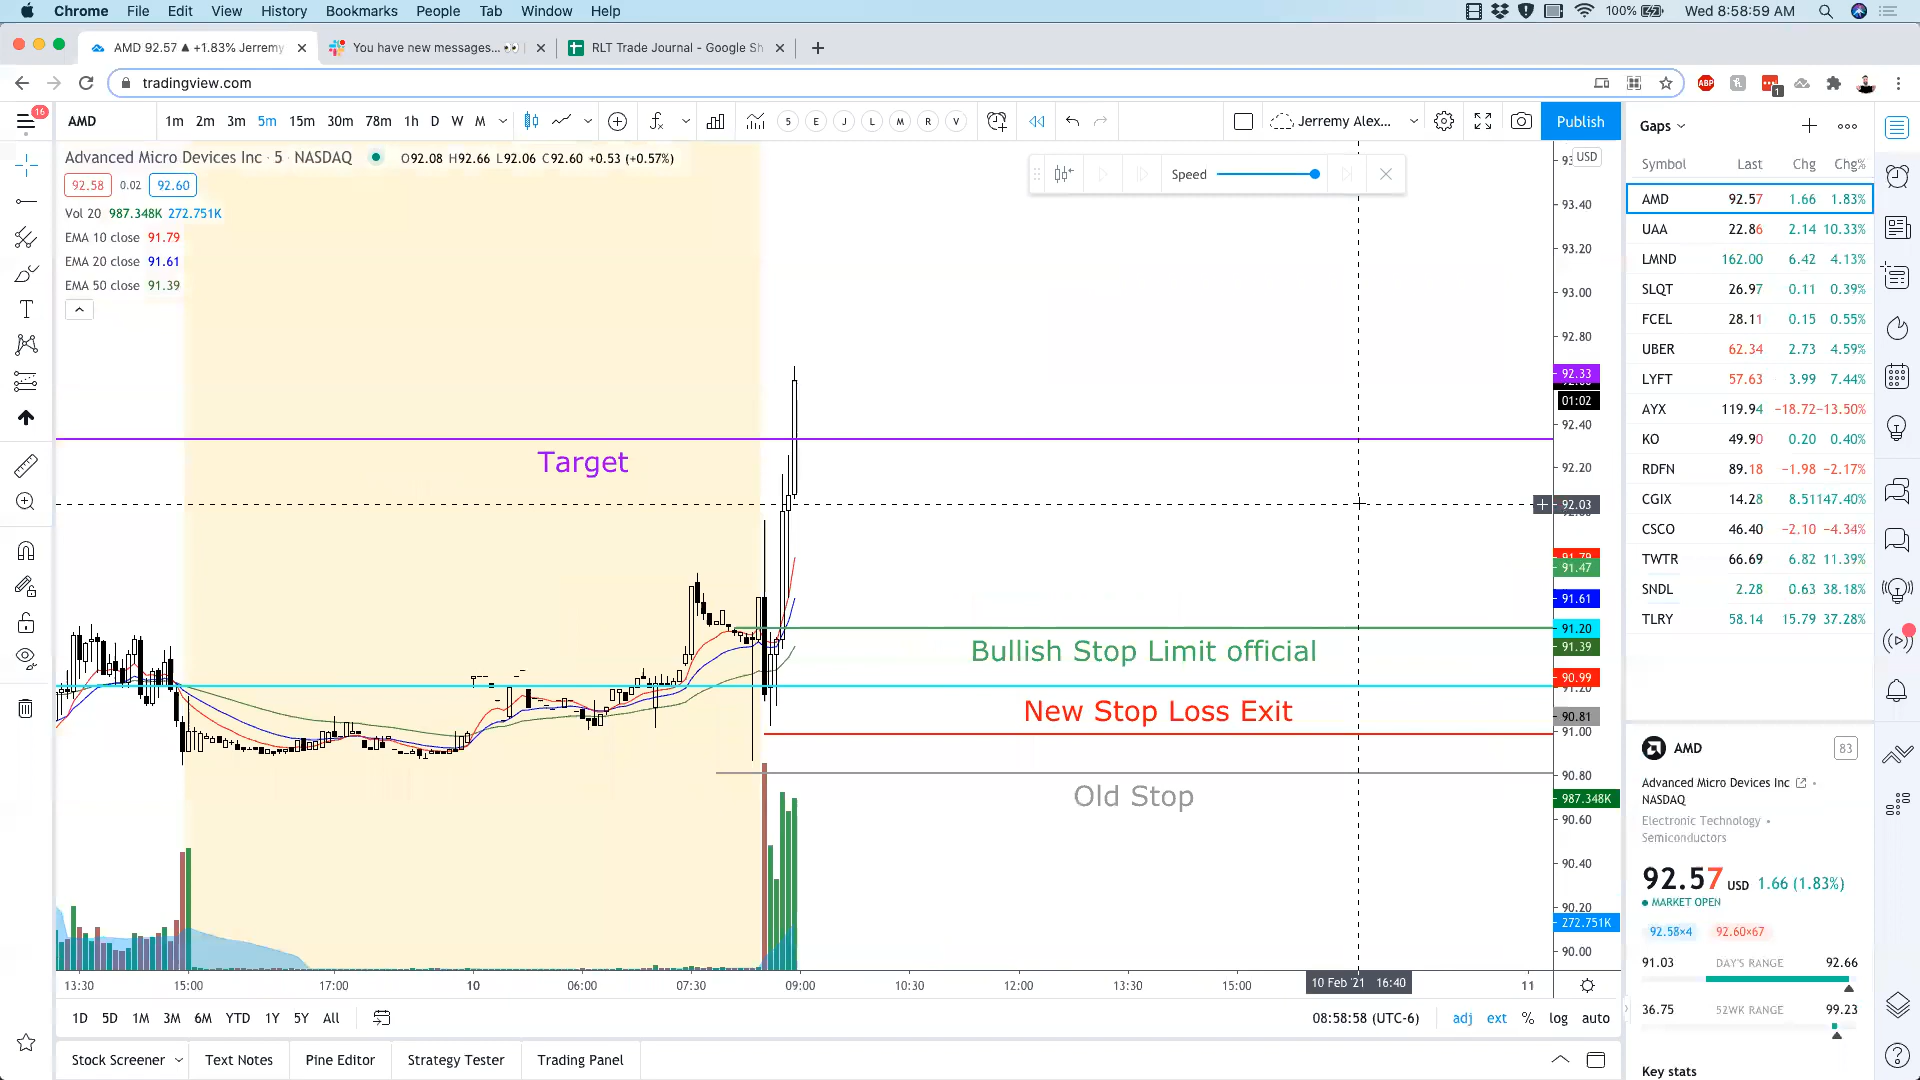 Chrome File Edit View History Bookmarks People Tab Window Help 100% Wed 8:58:59 AM
AMD 92.57 ▲ +1.83% Jerremy You have new messages... 👀 RLT Trade Journal - Google Sh
tradingview.com ABP 1
16 AMD 1m 2m 3m 5m 15m 30m 78m 1h D W M 5 E J L M R V Jerremy Alex... Publish
Advanced Micro Devices Inc · 5 · NASDAQ O92.08 H92.66 L92.06 C92.60 +0.53 (+0.57%)
92.58 0.02 92.60
Vol 20 987.348K 272.751K
EMA 10 close 91.79
EMA 20 close 91.61
EMA 50 close 91.39
Speed
USD
93.40
93.20
93.00
92.80
92.33
01:02
92.40
92.20
92.03
91.79
91.47
91.61
91.20
91.39
90.99
91.20
90.81
91.00
90.80
987.348K
90.60
90.40
90.20
272.751K
90.00
Target
Bullish Stop Limit official
New Stop Loss Exit
Old Stop
13:30 15:00 17:00 10 06:00 07:30 09:00 10:30 12:00 13:30 15:00 10 Feb '21 16:40 11
1D 5D 1M 3M 6M YTD 1Y 5Y All 08:58:58 (UTC-6) adj ext % log auto
Stock Screener Text Notes Pine Editor Strategy Tester Trading Panel
Gaps
Symbol Last Chg Chg%
AMD 92.57 1.66 1.83%
UAA 22.86 2.14 10.33%
LMND 162.00 6.42 4.13%
SLQT 26.97 0.11 0.39%
FCEL 28.11 0.15 0.55%
UBER 62.34 2.73 4.59%
LYFT 57.63 3.99 7.44%
AYX 119.94 −18.72 −13.50%
KO 49.90 0.20 0.40%
RDFN 89.18 −1.98 −2.17%
CGIX 14.28 8.51 147.40%
CSCO 46.40 −2.10 −4.34%
TWTR 66.69 6.82 11.39%
SNDL 2.28 0.63 38.18%
TLRY 58.14 15.79 37.28%
AMD 83
Advanced Micro Devices Inc •
NASDAQ
Electronic Technology •
Semiconductors
92.57 USD 1.66 (1.83%)
• MARKET OPEN
92.58×4 92.60×67
91.03 DAY'S RANGE 92.66
36.75 52WK RANGE 99.23
Key stats